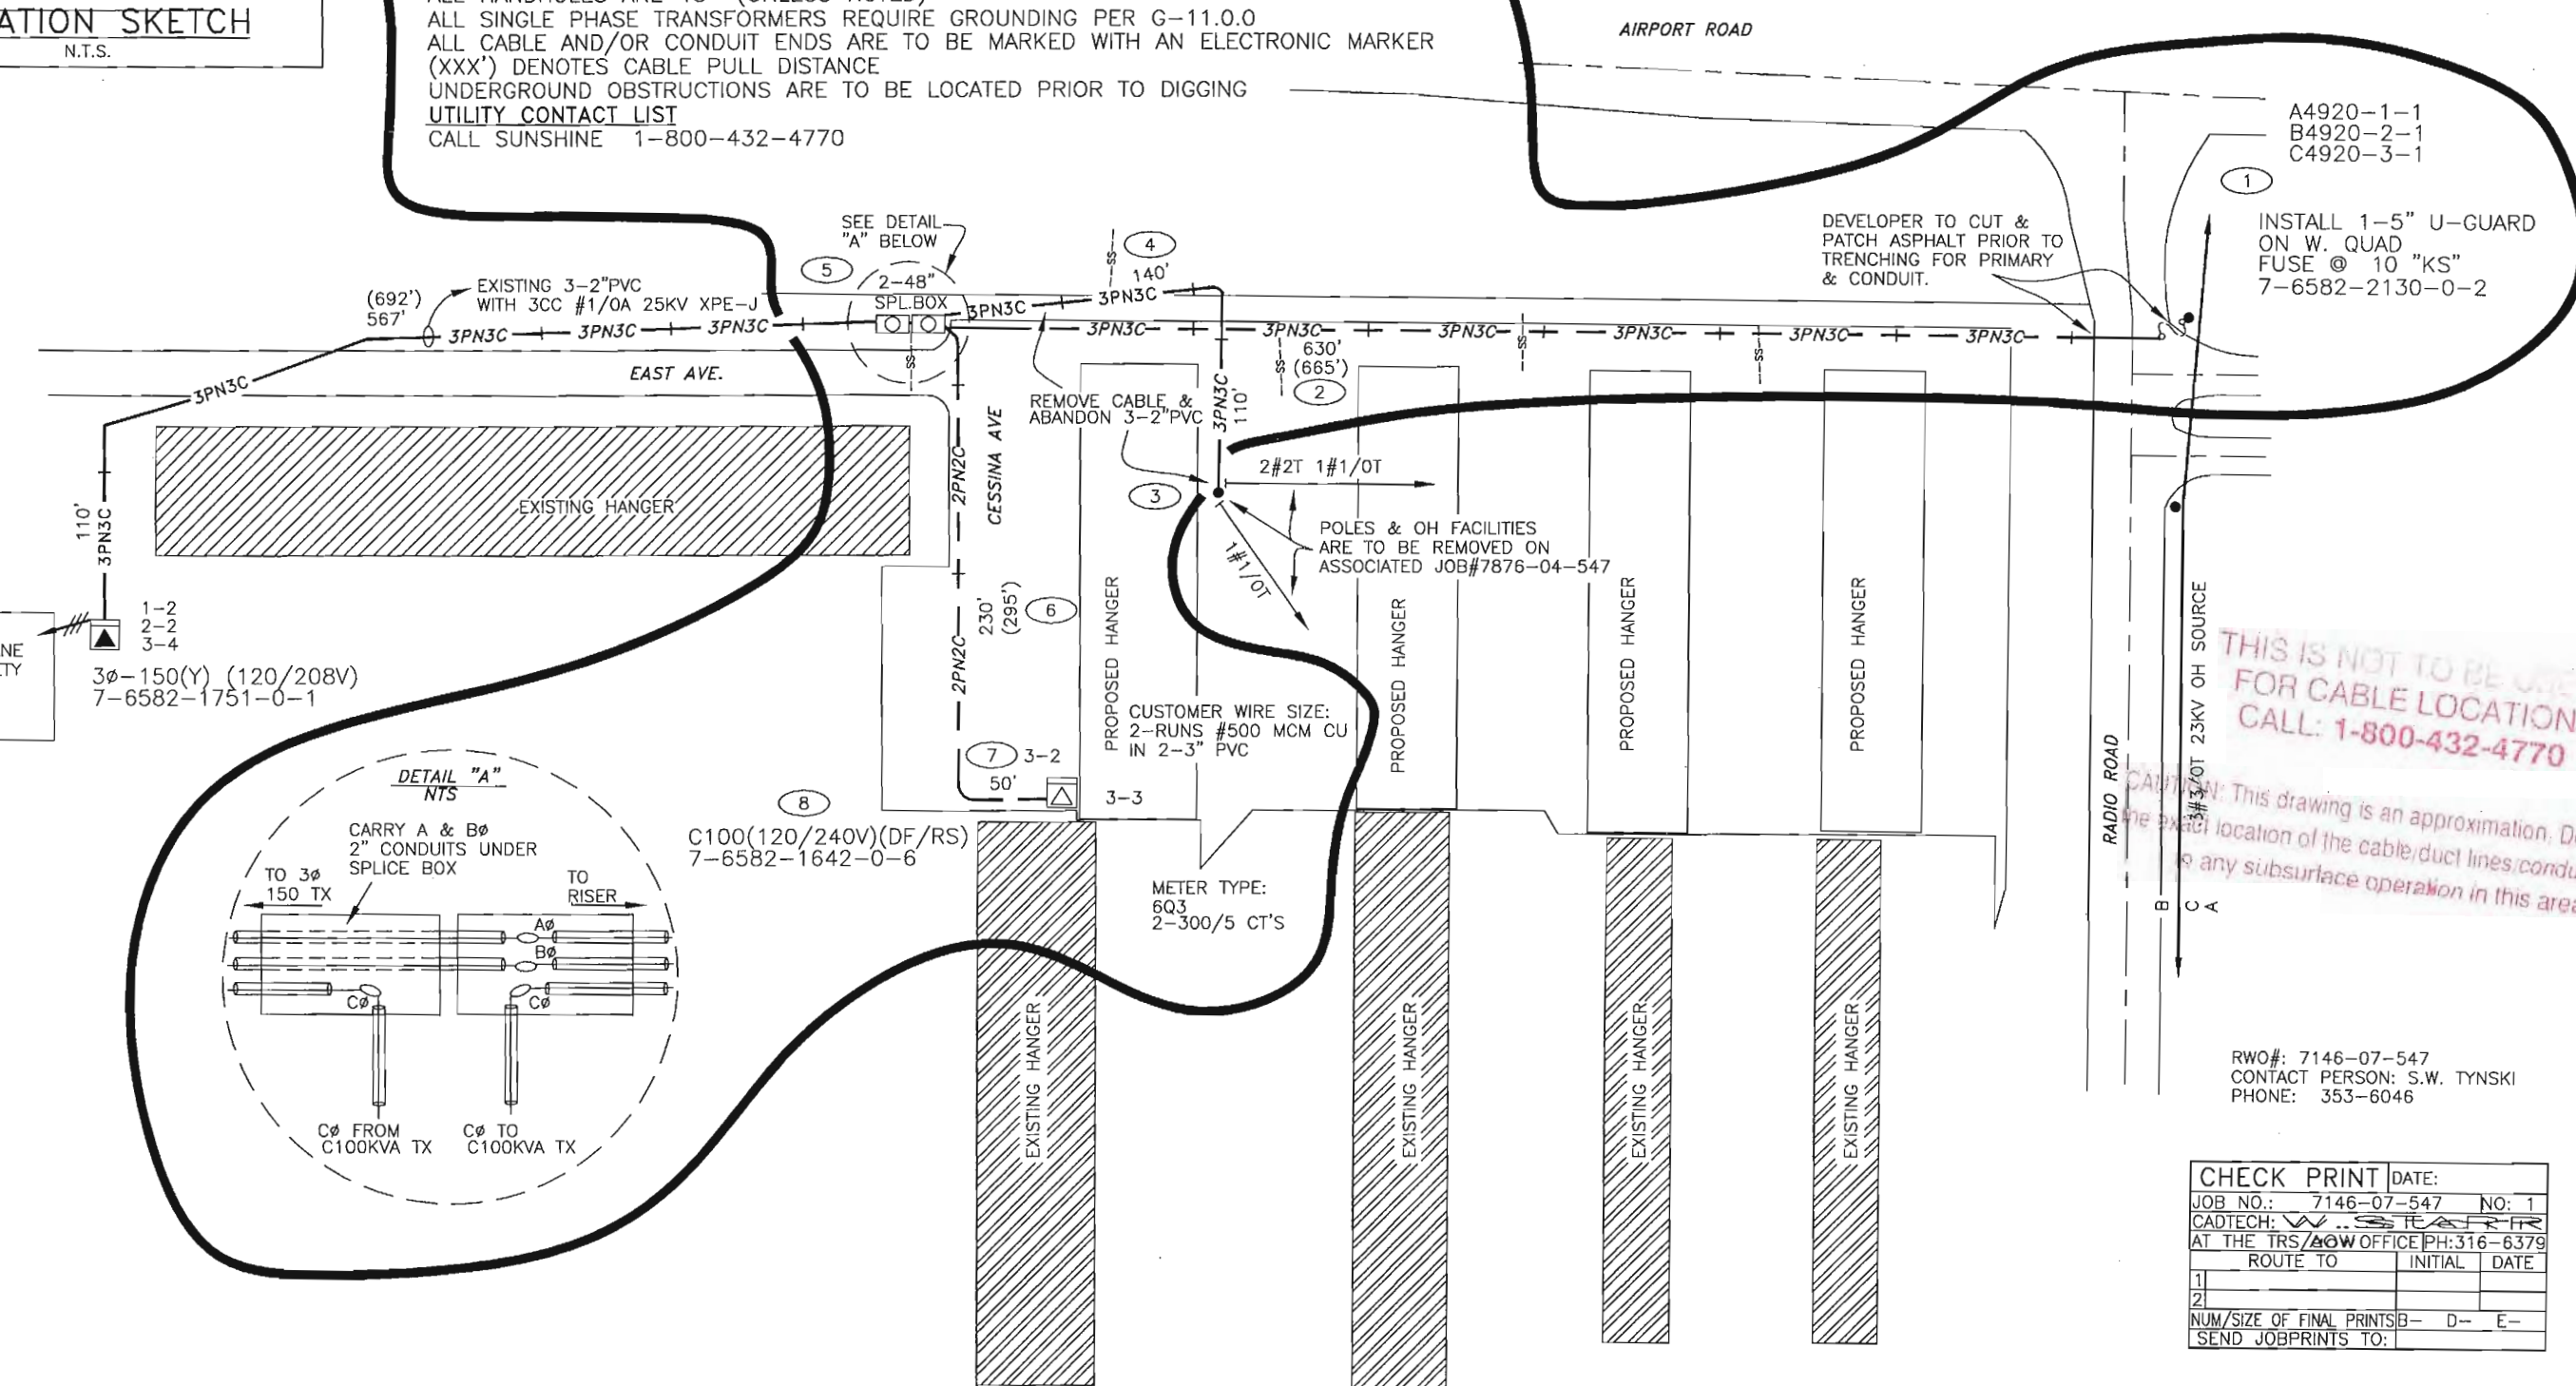 ATION SKETCH
N.T.S.
ALL SINGLE PHASE TRANSFORMERS REQUIRE GROUNDING PER G-11.0.0
ALL CABLE AND/OR CONDUIT ENDS ARE TO BE MARKED WITH AN ELECTRONIC MARKER
(XXX') DENOTES CABLE PULL DISTANCE
UNDERGROUND OBSTRUCTIONS ARE TO BE LOCATED PRIOR TO DIGGING
UTILITY CONTACT LIST
CALL SUNSHINE 1-800-432-4770
AIRPORT ROAD
A4920-1-1
B4920-2-1
C4920-3-1
1
INSTALL 1-5" U-GUARD
ON W. QUAD
FUSE @ 10 "KS"
7-6582-2130-0-2
DEVELOPER TO CUT &
PATCH ASPHALT PRIOR TO
TRENCHING FOR PRIMARY
& CONDUIT.
SEE DETAIL
"A" BELOW
5
2-48"
SPL.BOX
4
140'
SS
3PN3C
3PN3C
EXISTING 3-2"PVC
WITH 3CC #1/0A 25KV XPE-J
(692')
567'
3PN3C
3PN3C
3PN3C
3PN3C
3PN3C
3PN3C
3PN3C
3PN3C
3PN3C
3PN3C
SS
SS
SS
SS
630'
(665')
2
EAST AVE.
REMOVE CABLE &
ABANDON 3-2"PVC
3PN3C
110'
2#2T 1#1/0T
3
1#1/0T
POLES & OH FACILITIES
ARE TO BE REMOVED ON
ASSOCIATED JOB#7876-04-547
EXISTING HANGER
CESSINA AVE
2PN2C
2PN2C
230'
(295')
6
110'
3PN3C
NE
TY
1-2
2-2
3-4
3ø-150(Y) (120/208V)
7-6582-1751-0-1
PROPOSED HANGER
PROPOSED HANGER
PROPOSED HANGER
PROPOSED HANGER
CUSTOMER WIRE SIZE:
2-RUNS #500 MCM CU
IN 2-3" PVC
7
3-2
50'
3-3
8
C100(120/240V)(DF/RS)
7-6582-1642-0-6
METER TYPE:
6Q3
2-300/5 CT'S
DETAIL "A"
NTS
CARRY A & Bø
2" CONDUITS UNDER
SPLICE BOX
TO 3ø
150 TX
TO
RISER
Aø
Bø
Cø
Cø
Cø FROM
C100KVA TX
Cø TO
C100KVA TX
EXISTING HANGER
EXISTING HANGER
EXISTING HANGER
EXISTING HANGER
RADIO ROAD
3#3/0T 23KV OH SOURCE
B
C
A
THIS IS NOT TO BE
FOR CABLE LOCATION
CALL: 1-800-432-4770
CAUTION: This drawing is an approximation.
the exact location of the cable/duct lines
to any subsurface operation in this area
RWO#: 7146-07-547
CONTACT PERSON: S.W. TYNSKI
PHONE: 353-6046
CHECK PRINT DATE:
JOB NO.: 7146-07-547 NO: 1
CADTECH: W. STARR
AT THE TRS/AOW OFFICE PH:316-6379
ROUTE TO INITIAL DATE
1
2
NUM/SIZE OF FINAL PRINTS B- D- E-
SEND JOBPRINTS TO: